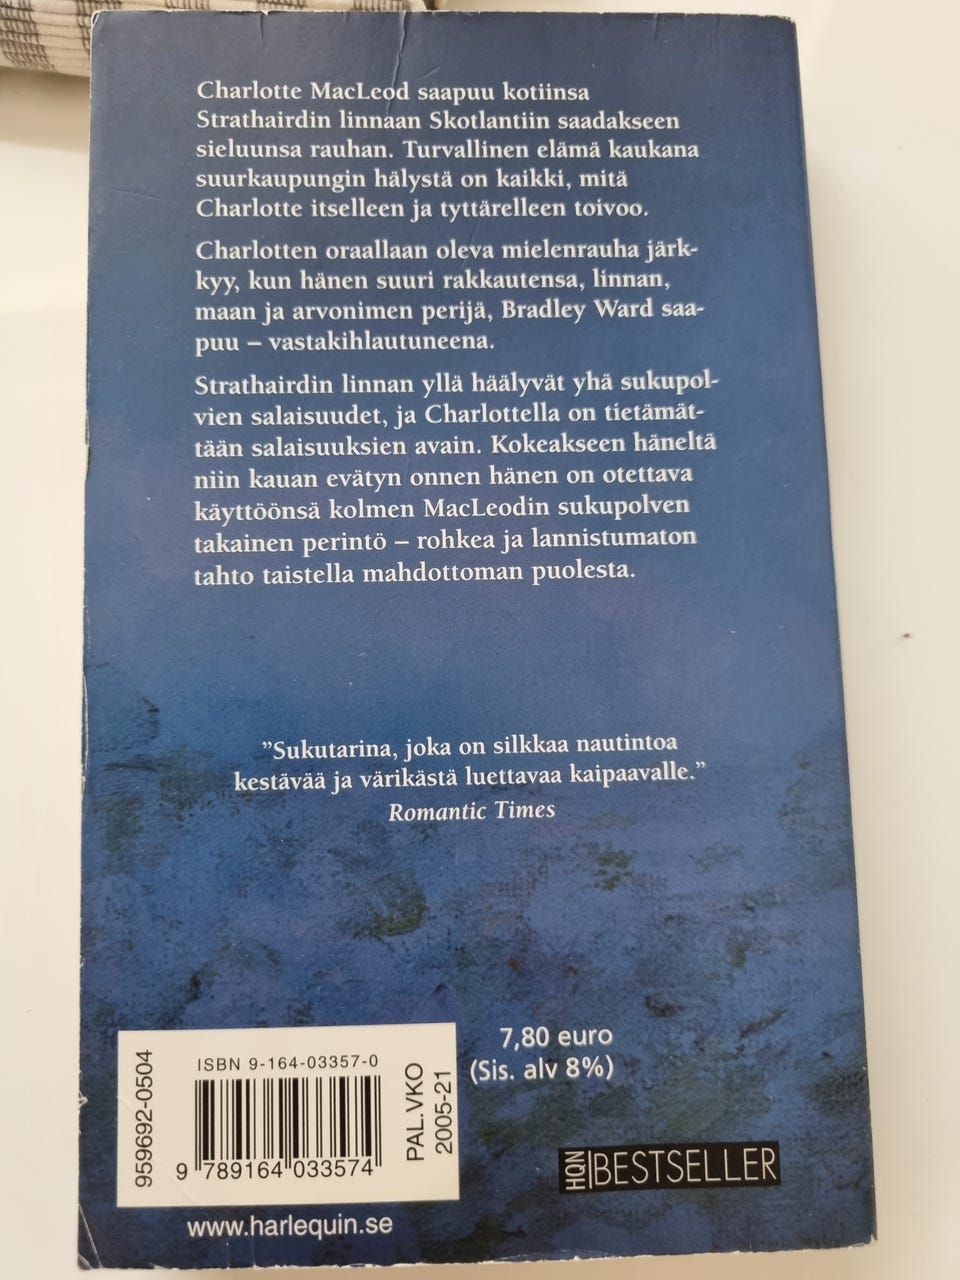 Charlotte MacLeod saapuu kotiinsa
Strathairdin linnaan Skotlantiin saadakseen
sieluunsa rauhan. Turvallinen elämä kaukana
suurkaupungin hälystä on kaikki, mitä
Charlotte itselleen ja tyttärelleen toivoo.
Charlotten oraallaan oleva mielenrauha järk-
kyy, kun hänen suuri rakkautensa, linnan,
maan ja arvonimen perijä, Bradley Ward saa-
puu – vastakihlautuneena.
Strathairdin linnan yllä häälyvät yhä sukupol-
vien salaisuudet, ja Charlottella on tietämät-
tään salaisuuksien avain. Kokeakseen häneltä
niin kauan evätyn onnen hänen on otettava
käyttöönsä kolmen MacLeodin sukupolven
takainen perintö – rohkea ja lannistumaton
tahto taistella mahdottoman puolesta.
”Sukutarina, joka on silkkaa nautintoa
kestävää ja värikästä luettavaa kaipaavalle.”
Romantic Times
7,80 euro
(Sis. alv 8%)
959692-0504
ISBN 9-164-03357-0
9 789164 033574
PAL.VKO
2005-21
HQN BESTSELLER
www.harlequin.se